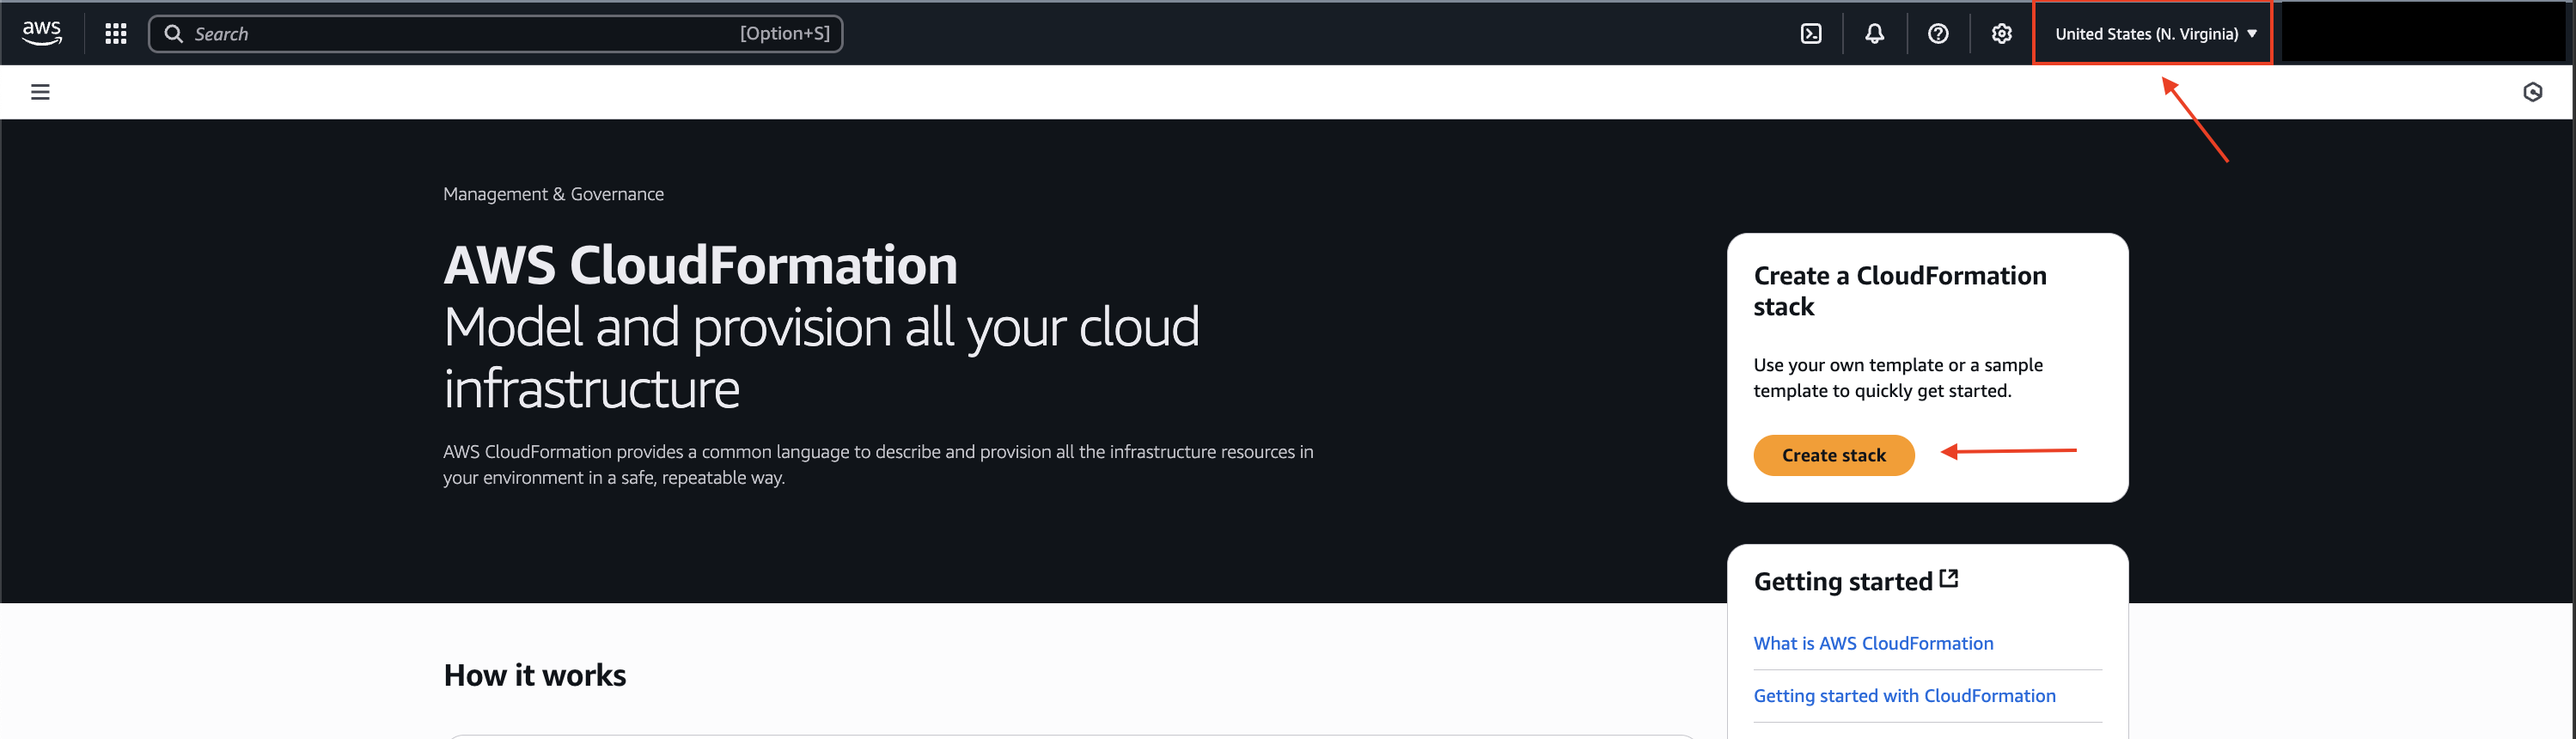 aws
Search
[Option+S]
United States (N. Virginia)
Management & Governance
AWS CloudFormation
Model and provision all your cloud
infrastructure
AWS CloudFormation provides a common language to describe and provision all the infrastructure resources in
your environment in a safe, repeatable way.
Create a CloudFormation
stack
Use your own template or a sample
template to quickly get started.
Create stack
Getting started
What is AWS CloudFormation
Getting started with CloudFormation
How it works